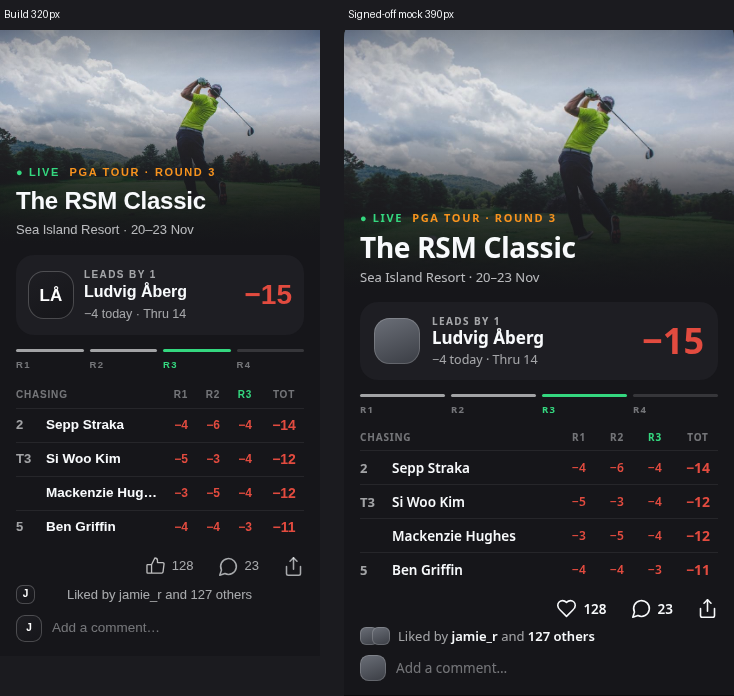 Build 320px
● LIVE PGA TOUR · ROUND 3
The RSM Classic
Sea Island Resort · 20–23 Nov
LÅ
LEADS BY 1
Ludvig Åberg
−4 today · Thru 14
−15
R1 R2 R3 R4
CHASING R1 R2 R3 TOT
2 Sepp Straka −4 −6 −4 −14
T3 Si Woo Kim −5 −3 −4 −12
Mackenzie Hug… −3 −5 −4 −12
5 Ben Griffin −4 −4 −3 −11
128 23
J Liked by jamie_r and 127 others
J Add a comment…
Signed-off mock 390px
● LIVE PGA TOUR · ROUND 3
The RSM Classic
Sea Island Resort · 20–23 Nov
LEADS BY 1
Ludvig Åberg
−4 today · Thru 14
−15
R1 R2 R3 R4
CHASING R1 R2 R3 TOT
2 Sepp Straka −4 −6 −4 −14
T3 Si Woo Kim −5 −3 −4 −12
Mackenzie Hughes −3 −5 −4 −12
5 Ben Griffin −4 −4 −3 −11
128 23
Liked by jamie_r and 127 others
Add a comment…